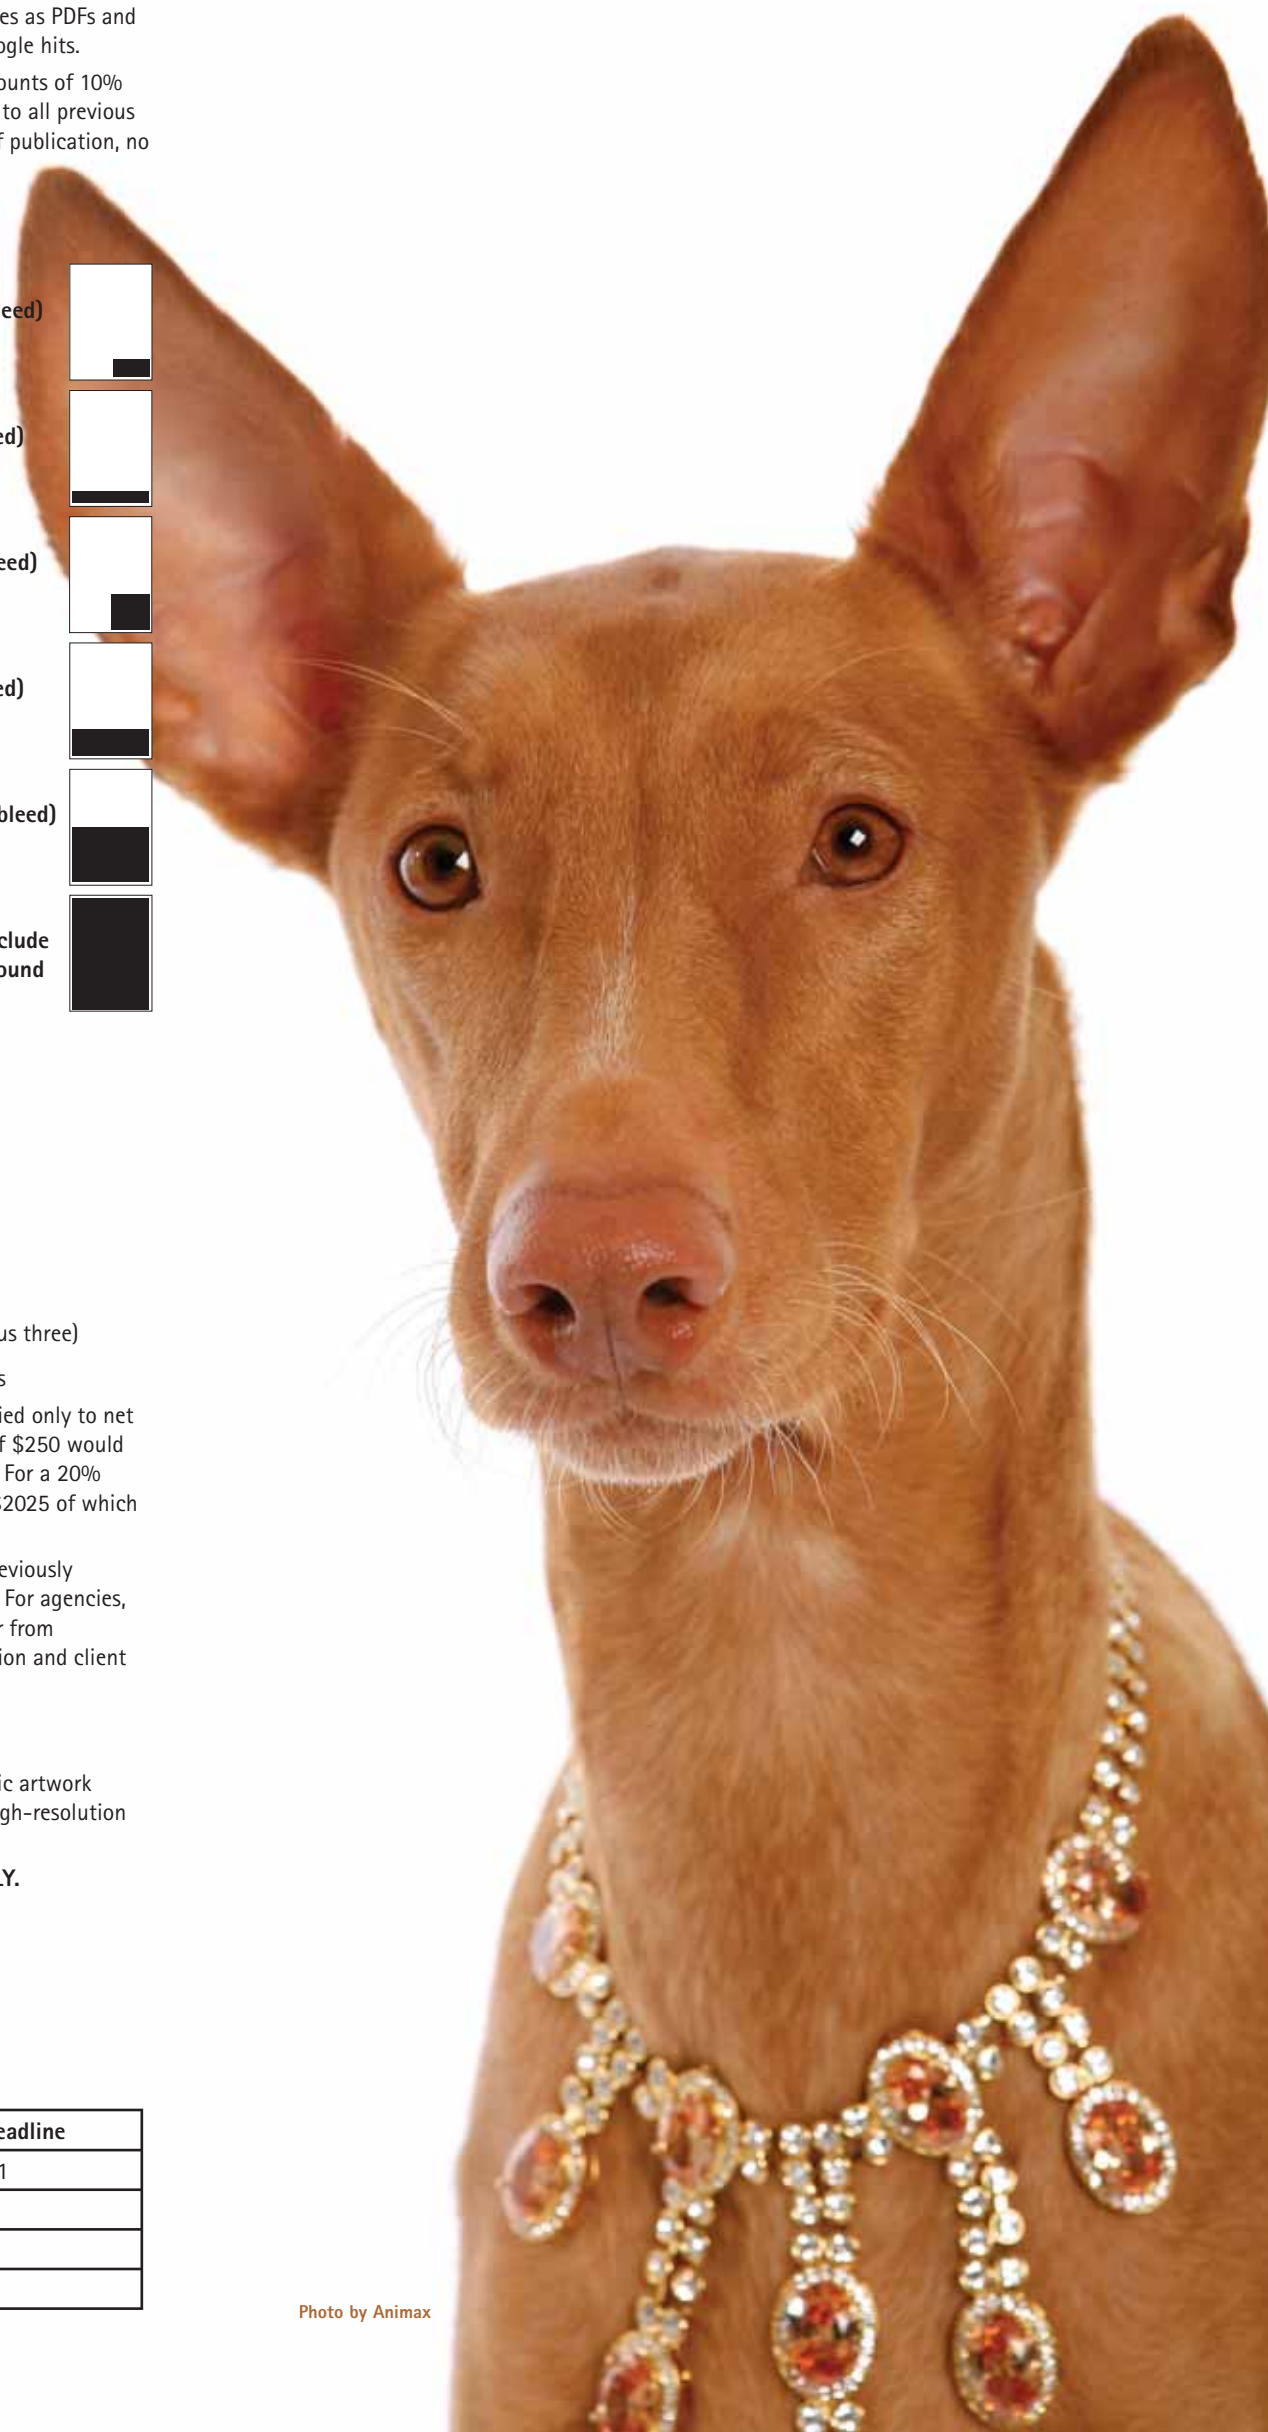 es as PDFs and
ogle hits.
ounts of 10%
to all previous
f publication, no
eed)
ed)
eed)
ed)
bleed)
clude
ound
us three)
s
ied only to net
f $250 would
For a 20%
$2025 of which
eviously
For agencies,
r from
ion and client
ic artwork
gh-resolution
LY.
eadline
1
Photo by Animax